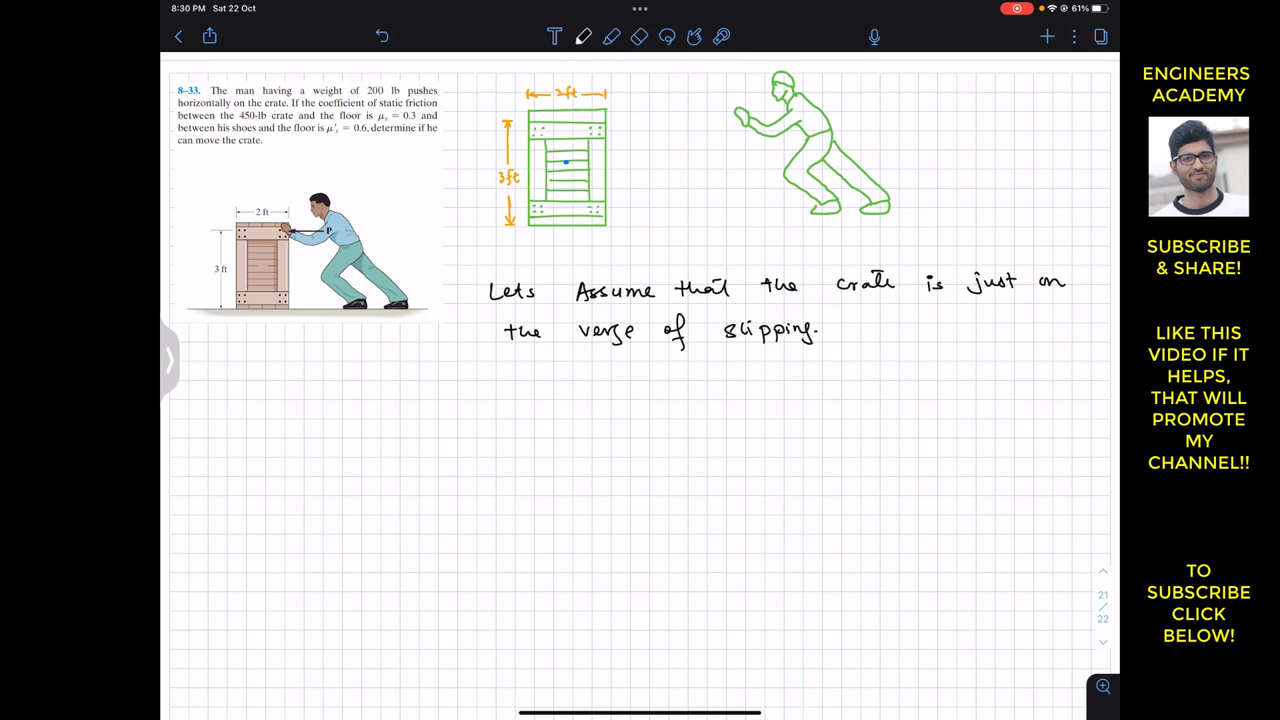 8:30 PM Sat 22 Oct
61%
8–33. The man having a weight of 200 lb pushes
horizontally on the crate. If the coefficient of static friction
between the 450-lb crate and the floor is μs = 0.3 and
between his shoes and the floor is μ's = 0.6, determine if he
can move the crate.
2 ft
P
3 ft
2ft
3ft
Lets Assume that the crate is just on
the verge of slipping.
21
22
ENGINEERS
ACADEMY
SUBSCRIBE
& SHARE!
LIKE THIS
VIDEO IF IT
HELPS,
THAT WILL
PROMOTE
MY
CHANNEL!!
TO
SUBSCRIBE
CLICK
BELOW!